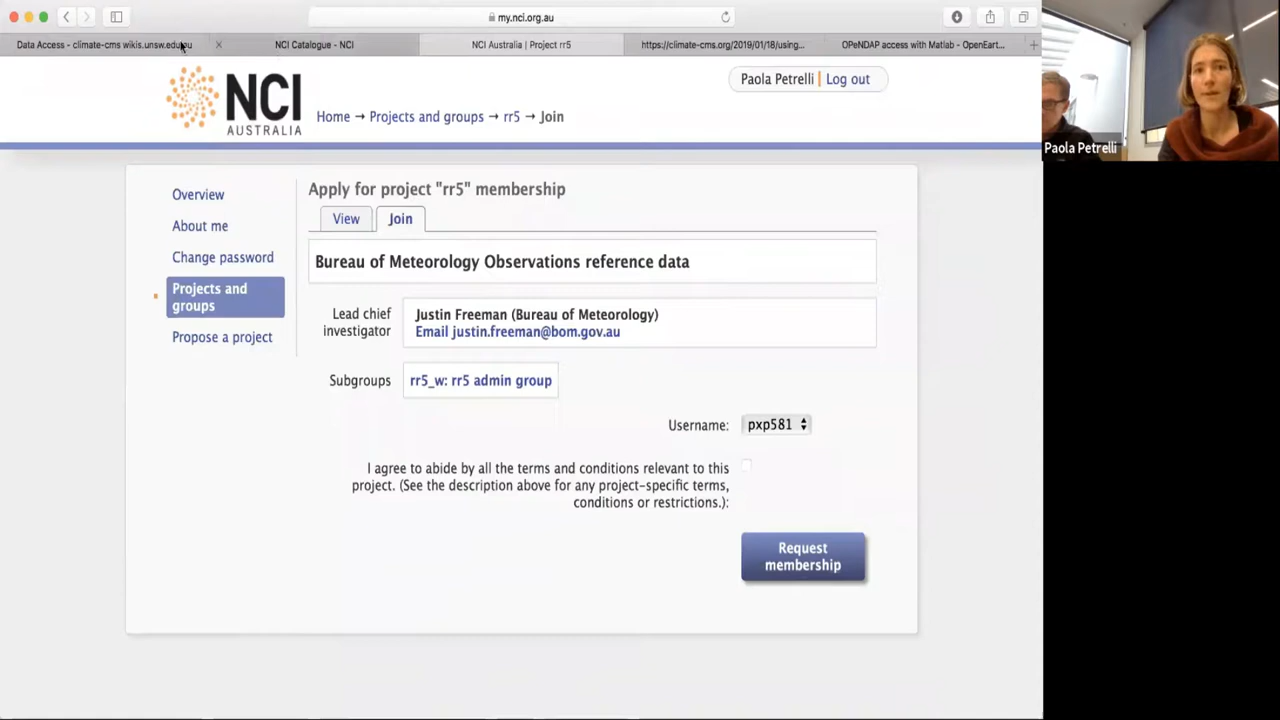 my.nci.org.au
Data Access - climate-cms wikis.unsw.edu
NCI Catalogue - NCI
NCI Australia | Project rr5
https://climate-cms.org/2019/01/18/using...
OPeNDAP access with Matlab - OpenEart...
NCI
AUSTRALIA
Paola Petrelli | Log out
Home → Projects and groups → rr5 → Join
Paola Petrelli
Overview
About me
Change password
Projects and
groups
Propose a project
Apply for project "rr5" membership
View
Join
Bureau of Meteorology Observations reference data
Lead chief
investigator
Justin Freeman (Bureau of Meteorology)
Email justin.freeman@bom.gov.au
Subgroups
rr5_w: rr5 admin group
Username:
pxp581
I agree to abide by all the terms and conditions relevant to this
project. (See the description above for any project-specific terms,
conditions or restrictions.):
Request
membership